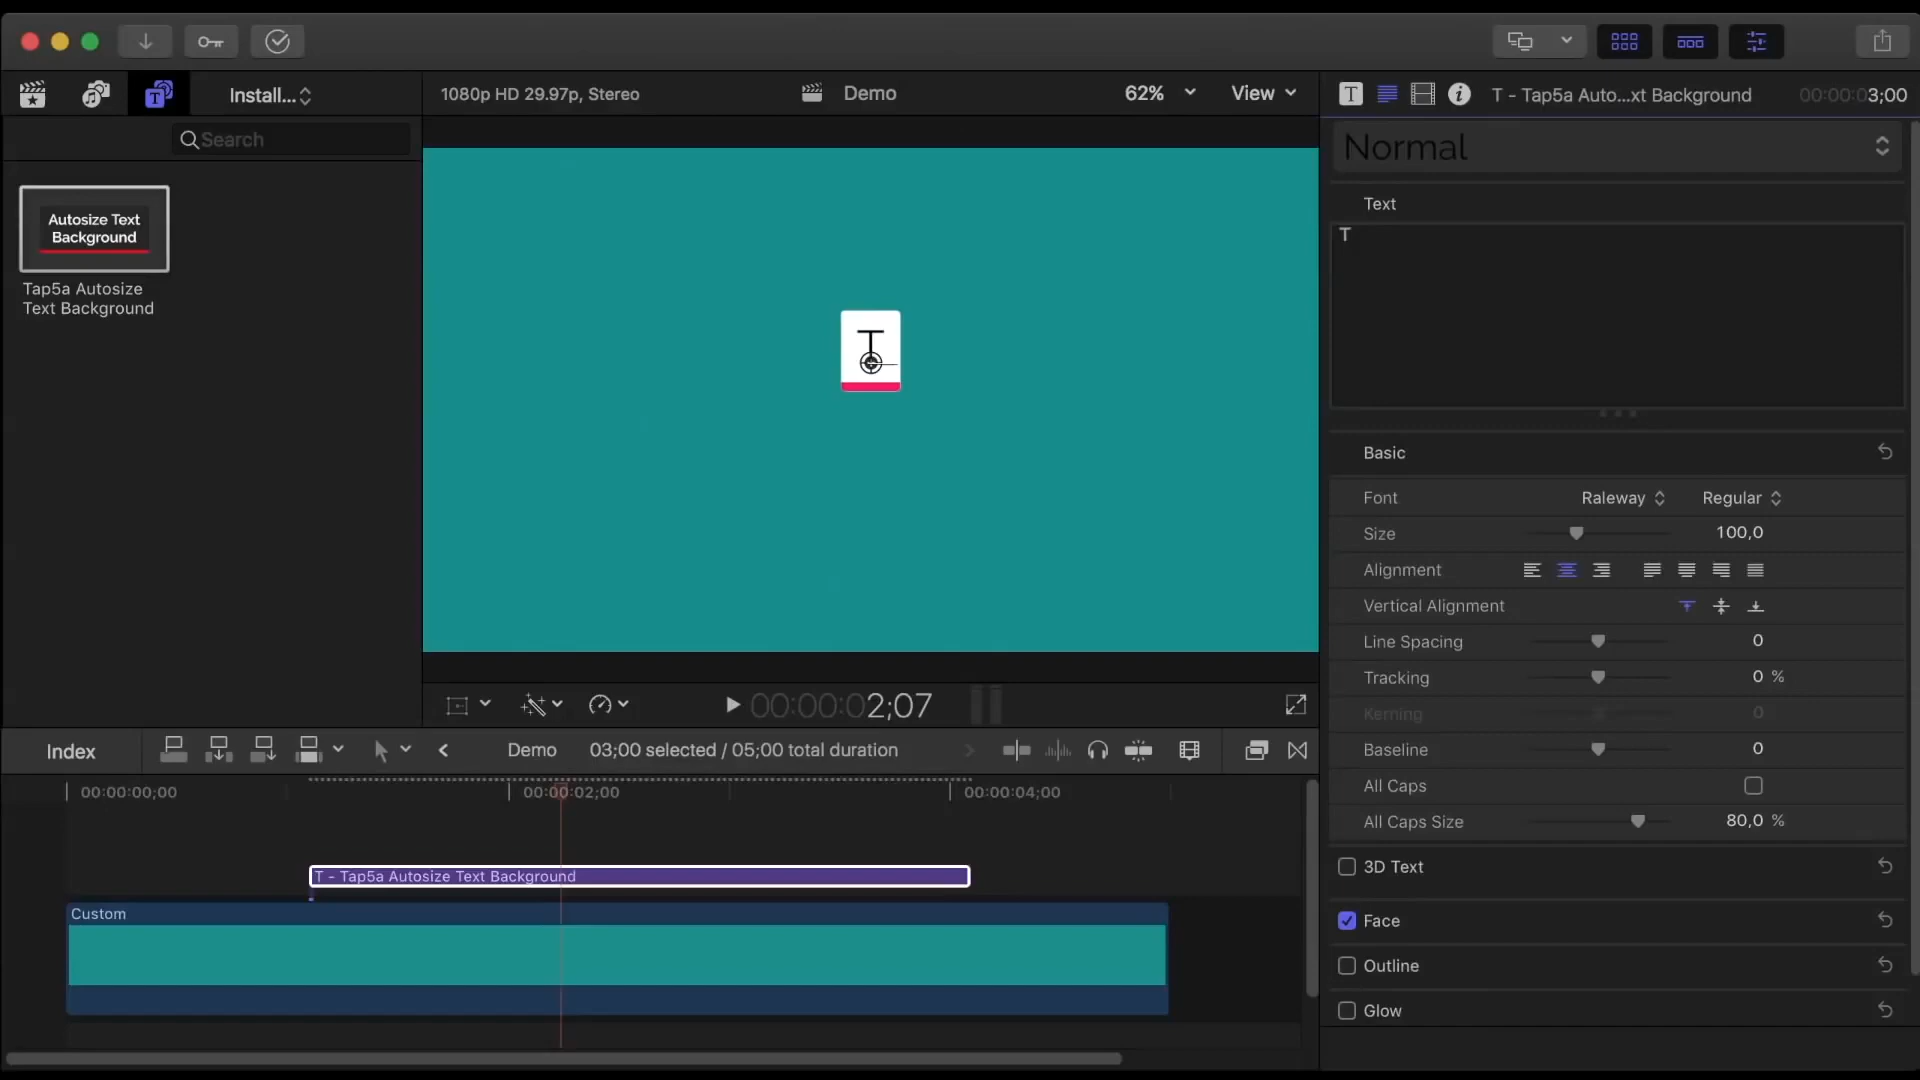 Install...
1080p HD 29.97p, Stereo
Demo
62%
View
T - Tap5a Auto...xt Background
00:00:03;00
Search
Normal
Text
T
Autosize Text
Background
Tap5a Autosize
Text Background
T
Basic
Font
Raleway
Regular
Size
100,0
Alignment
Vertical Alignment
Line Spacing
0
Tracking
0 %
Kerning
0
Baseline
0
All Caps
All Caps Size
80,0 %
3D Text
Face
Outline
Glow
00:00:02;07
Index
Demo
03;00 selected / 05;00 total duration
00:00:00;00
00:00:02;00
00:00:04;00
T - Tap5a Autosize Text Background
Custom